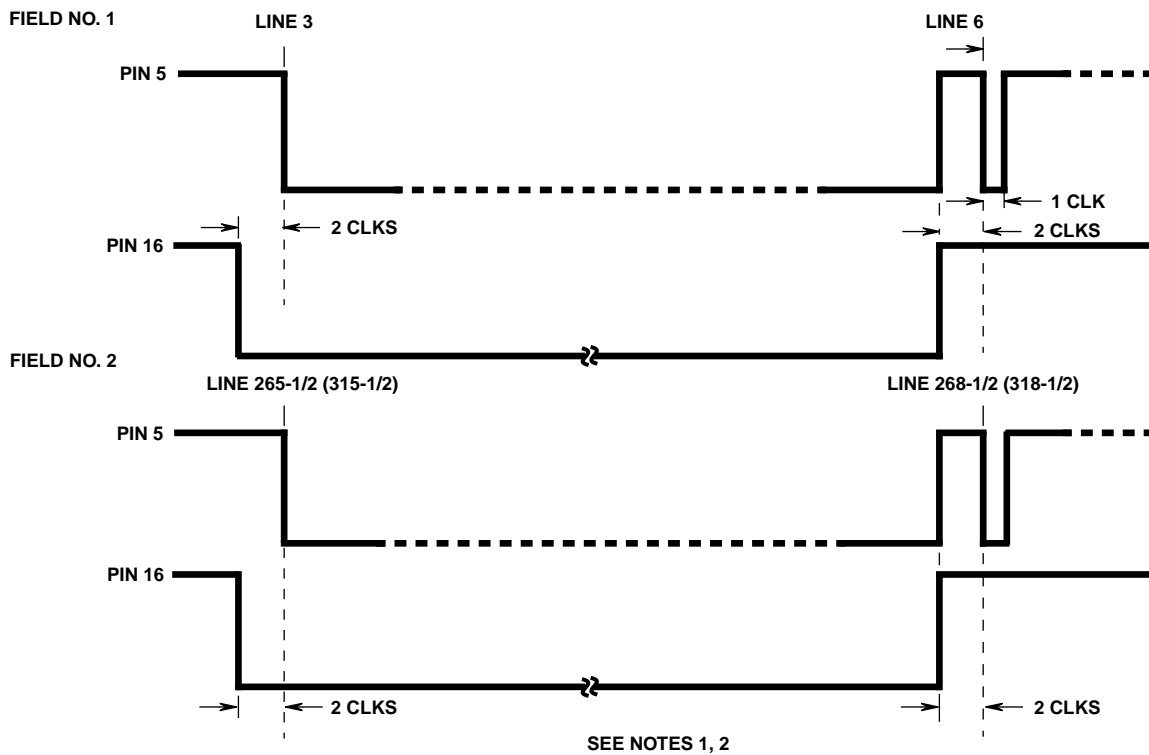 FIELD NO. 1
LINE 3
LINE 6
PIN 5
1 CLK
2 CLKS
2 CLKS
PIN 16
FIELD NO. 2
LINE 265-1/2 (315-1/2)
LINE 268-1/2 (318-1/2)
PIN 5
PIN 16
2 CLKS
2 CLKS
SEE NOTES 1, 2